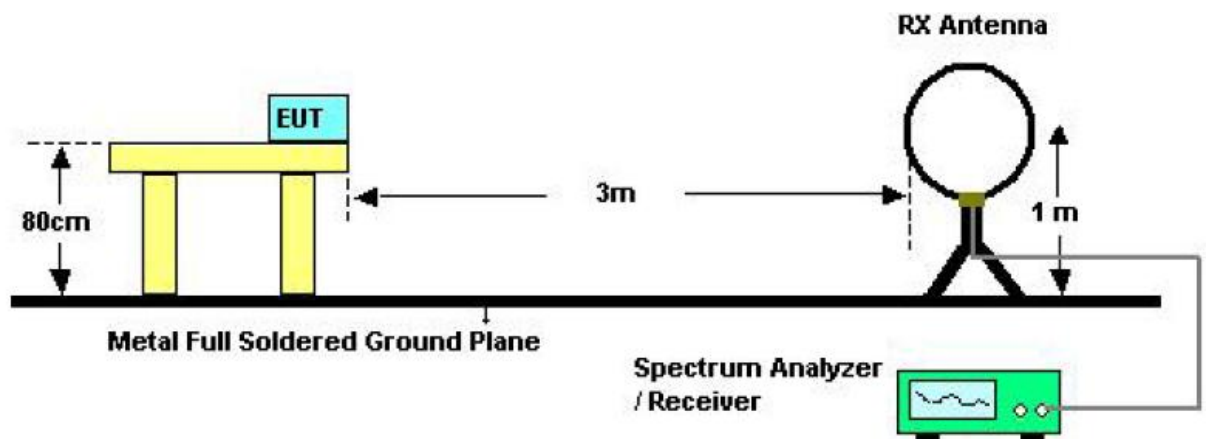 RX Antenna
EUT
80cm
3m
1 m
Metal Full Soldered Ground Plane
Spectrum Analyzer
/ Receiver